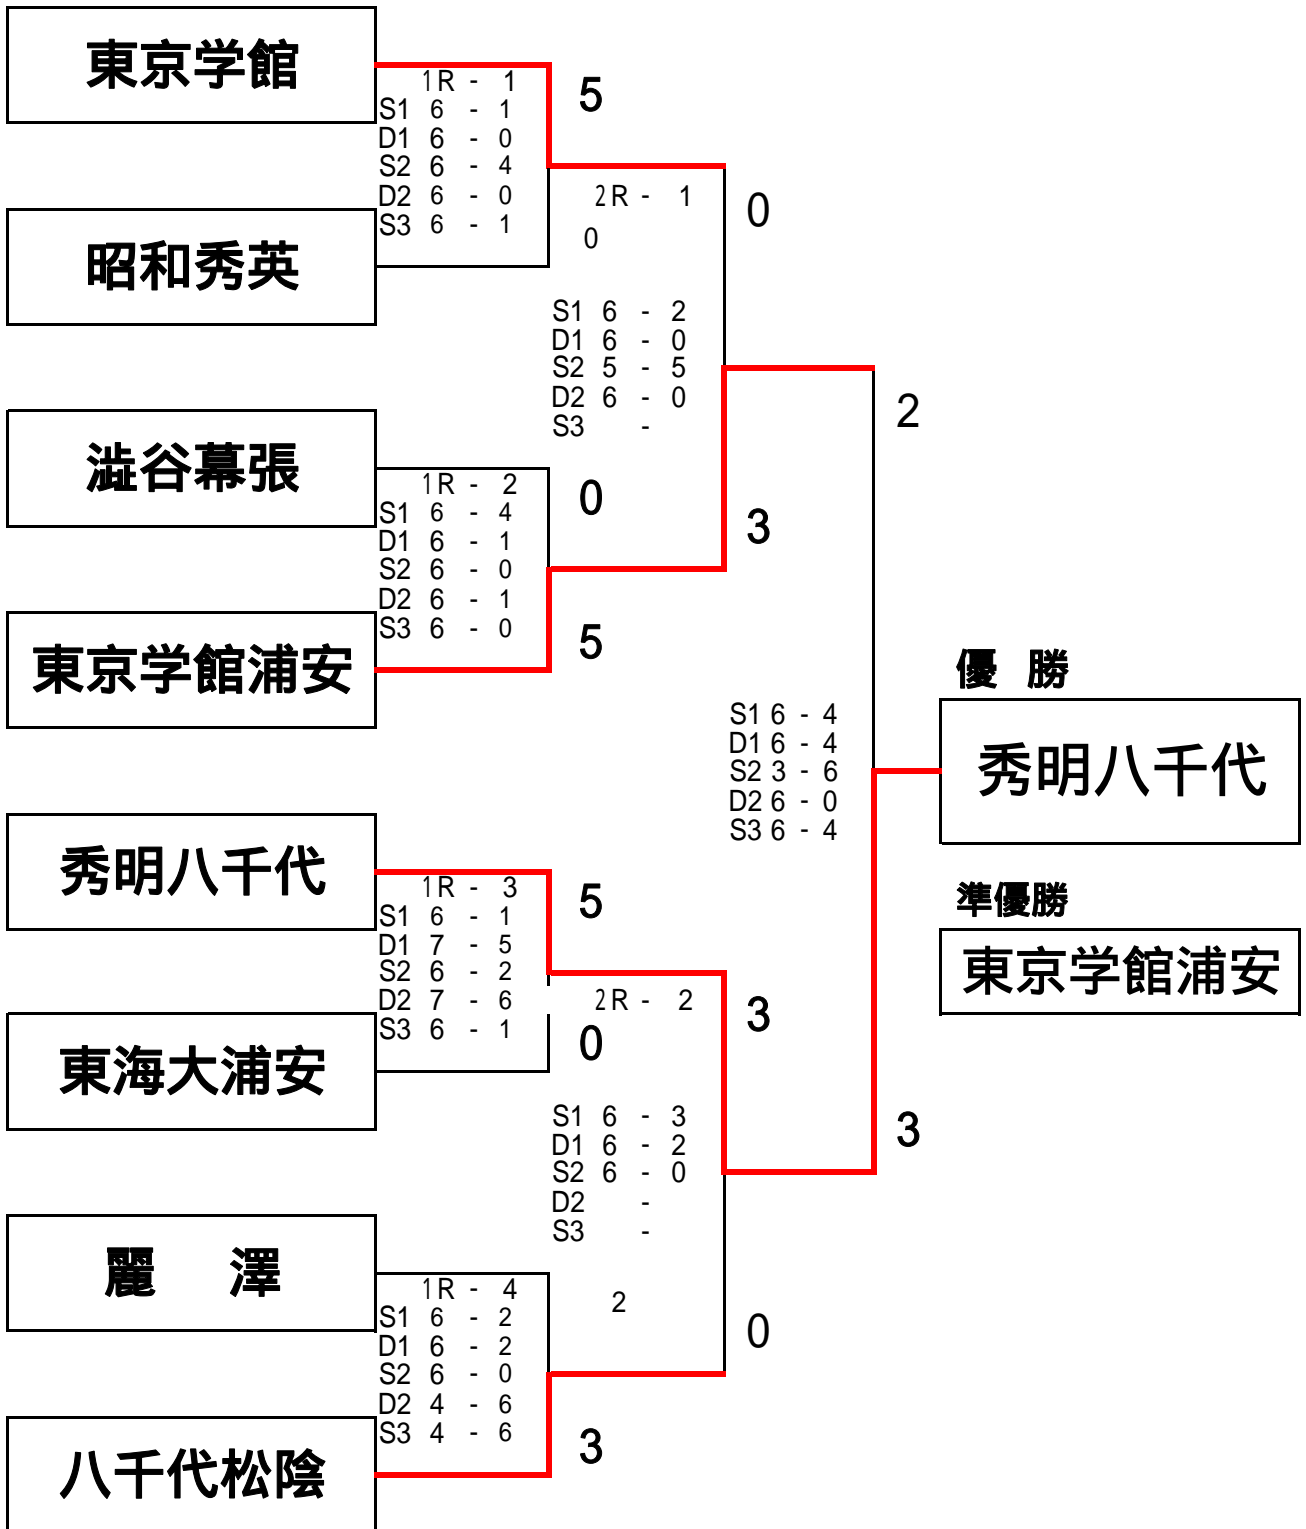 東京学館
1R - 1
S1 6 - 1
D1 6 - 0
S2 6 - 4
D2 6 - 0
S3 6 - 1
5
昭和秀英
0
2R - 1
S1 6 - 2
D1 6 - 0
S2 5 - 5
D2 6 - 0
S3 -
0
澁谷幕張
1R - 2
S1 6 - 4
D1 6 - 1
S2 6 - 0
D2 6 - 1
S3 6 - 0
0
3
東京学館浦安
5
2
S1 6 - 4
D1 6 - 4
S2 3 - 6
D2 6 - 0
S3 6 - 4
優 勝
秀明八千代
準優勝
東京学館浦安
秀明八千代
1R - 3
S1 6 - 1
D1 7 - 5
S2 6 - 2
D2 7 - 6
S3 6 - 1
5
東海大浦安
0
2R - 2
S1 6 - 3
D1 6 - 2
S2 6 - 0
D2 -
S3 -
3
3
麗 澤
1R - 4
S1 6 - 2
D1 6 - 2
S2 6 - 0
D2 4 - 6
S3 4 - 6
2
0
八千代松陰
3